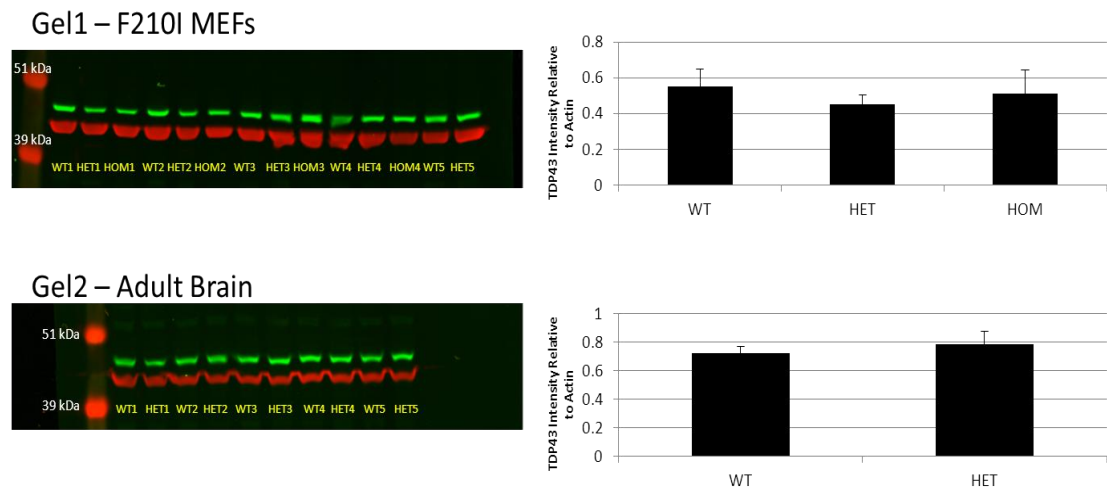 Gel1 – F210I MEFs
51 kDa
39 kDa
WT1 HET1 HOM1 WT2 HET2 HOM2 WT3 HET3 HOM3 WT4 HET4 HOM4 WT5 HET5
TDP43 Intensity Relative
to Actin
0.8
0.6
0.4
0.2
0
WT HET HOM
Gel2 – Adult Brain
51 kDa
39 kDa
WT1 HET1 WT2 HET2 WT3 HET3 WT4 HET4 WT5 HET5
TDP43 Intensity Relative
to Actin
1
0.8
0.6
0.4
0.2
0
WT HET